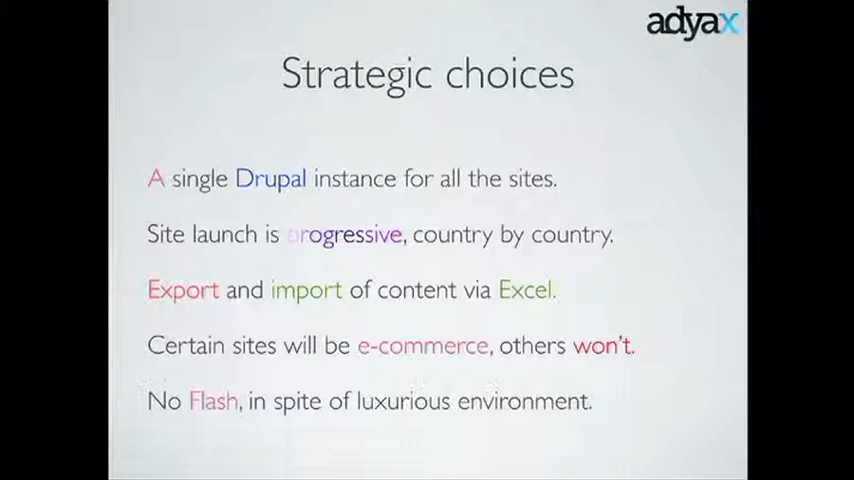 adyax
Strategic choices
A single Drupal instance for all the sites.
Site launch is progressive, country by country.
Export and import of content via Excel.
Certain sites will be e-commerce, others won't.
No Flash, in spite of luxurious environment.